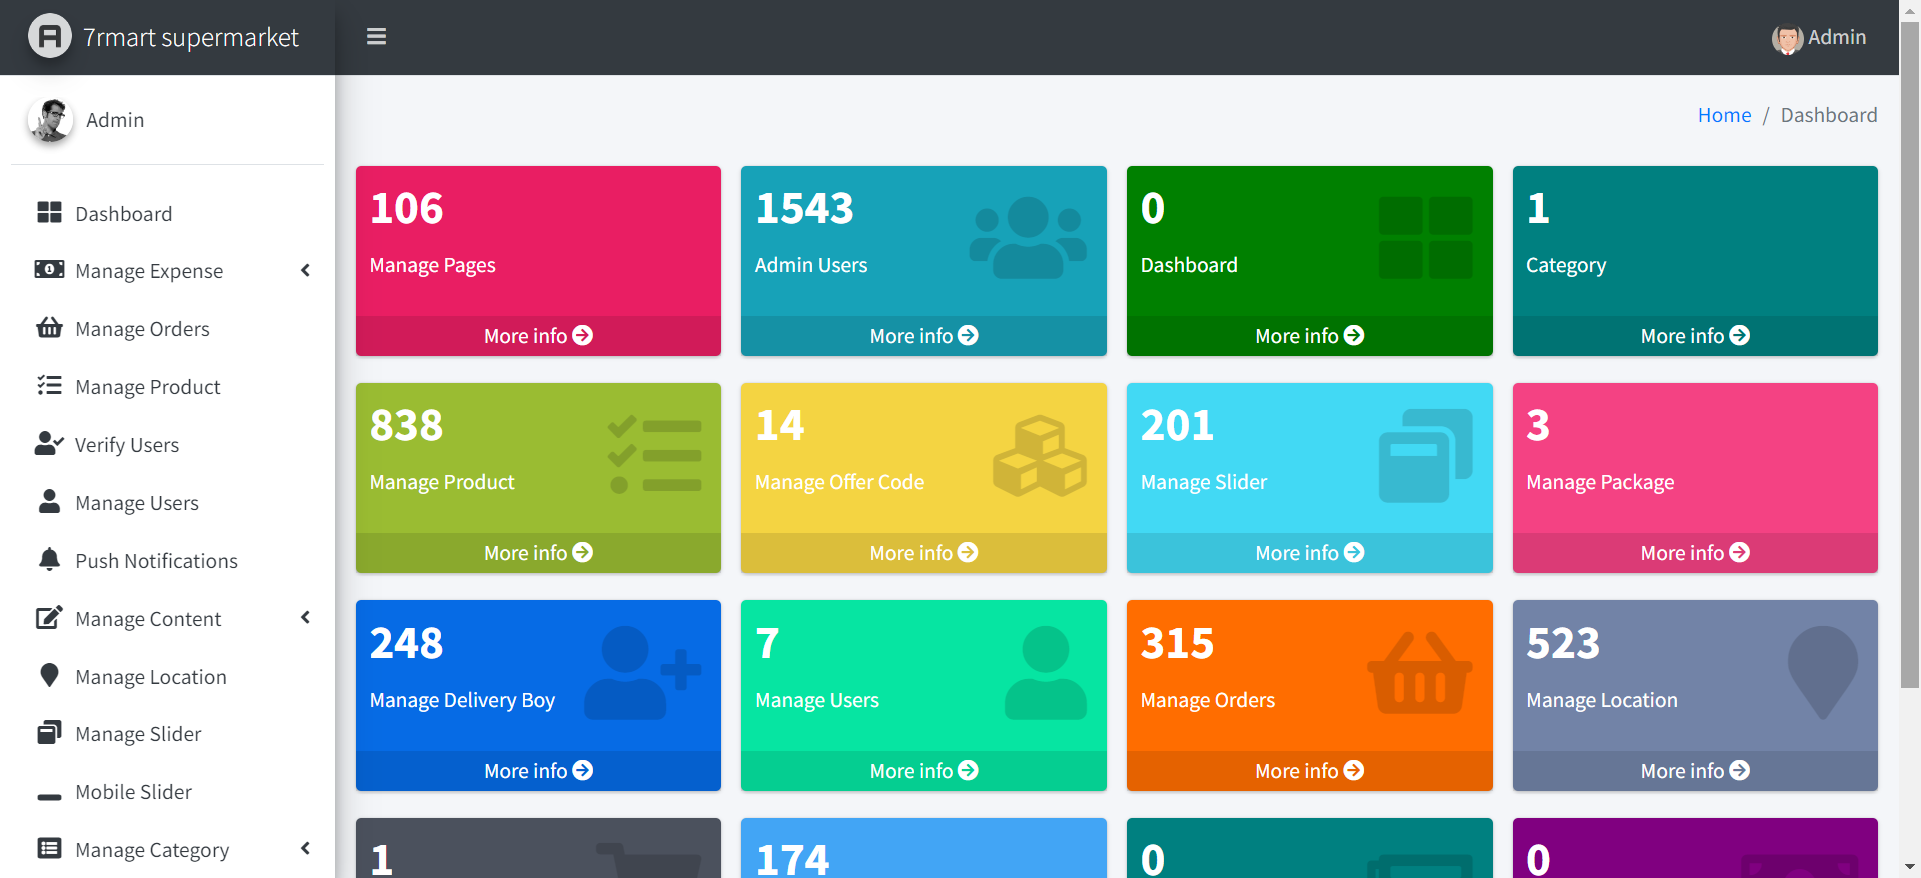 7rmart supermarket
Admin
Admin
Home / Dashboard
Dashboard
Manage Expense
Manage Orders
Manage Product
Verify Users
Manage Users
Push Notifications
Manage Content
Manage Location
Manage Slider
Mobile Slider
Manage Category
106
Manage Pages
More info
1543
Admin Users
More info
0
Dashboard
More info
1
Category
More info
838
Manage Product
More info
14
Manage Offer Code
More info
201
Manage Slider
More info
3
Manage Package
More info
248
Manage Delivery Boy
More info
7
Manage Users
More info
315
Manage Orders
More info
523
Manage Location
More info
1
174
0
0